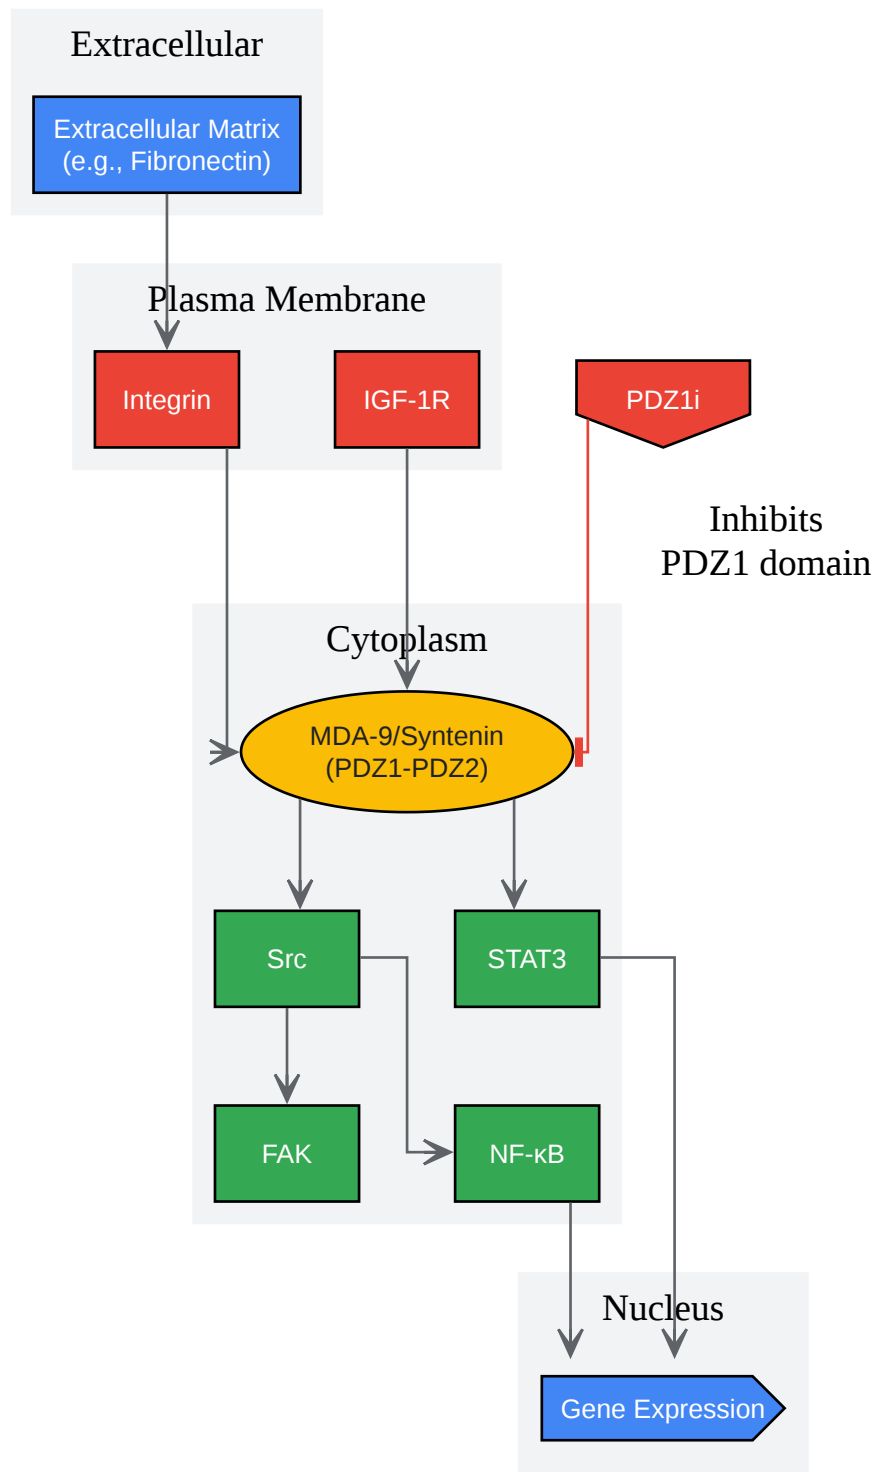 Extracellular
Extracellular Matrix
(e.g., Fibronectin)
Plasma Membrane
Integrin
IGF-1R
PDZ1i
Inhibits
PDZ1 domain
Cytoplasm
MDA-9/Syntenin
(PDZ1-PDZ2)
Src
STAT3
FAK
NF-κB
Nucleus
Gene Expression